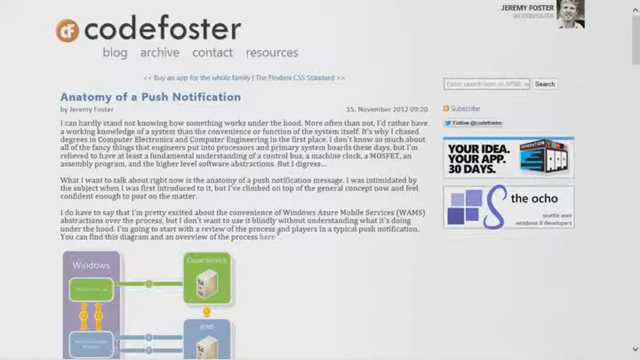 JEREMY FOSTER
@CODEFOSTER
cf codefoster
blog archive contact resources
<< Buy an app for the whole family | The Flexbox CSS Standard >>
Search
Anatomy of a Push Notification
by Jeremy Foster 15. November 2012 09:20
Subscribe
Follow @codefoster
I can hardly stand not knowing how something works under the hood. More often than not, I'd rather have
a working knowledge of a system than the convenience or function of the system itself. It's why I chased
degrees in Computer Electronics and Computer Engineering in the first place. I don't know so much about
all of the fancy things that engineers put into processors and primary system boards these days, but I'm
relieved to have at least a fundamental understanding of a control bus, a machine clock, a MOSFET, an
assembly program, and the higher level software abstractions. But I digress...
YOUR IDEA.
YOUR APP.
30 DAYS.
GENERATION
What I want to talk about right now is the anatomy of a push notification message. I was intimidated by
the subject when I was first introduced to it, but I've climbed on top of the general concept now and feel
confident enough to post on the matter.
the ocho
seattle area
windows 8 developers
I do have to say that I'm pretty excited about the convenience of Windows Azure Mobile Services (WAMS)
abstractions over the process, but I don't want to use it blindly without understanding what it's doing
under the hood. I'm going to start with a review of the process and players in a typical push notification.
You can find this diagram and an overview of the process here
Windows
Cloud Service
WNS